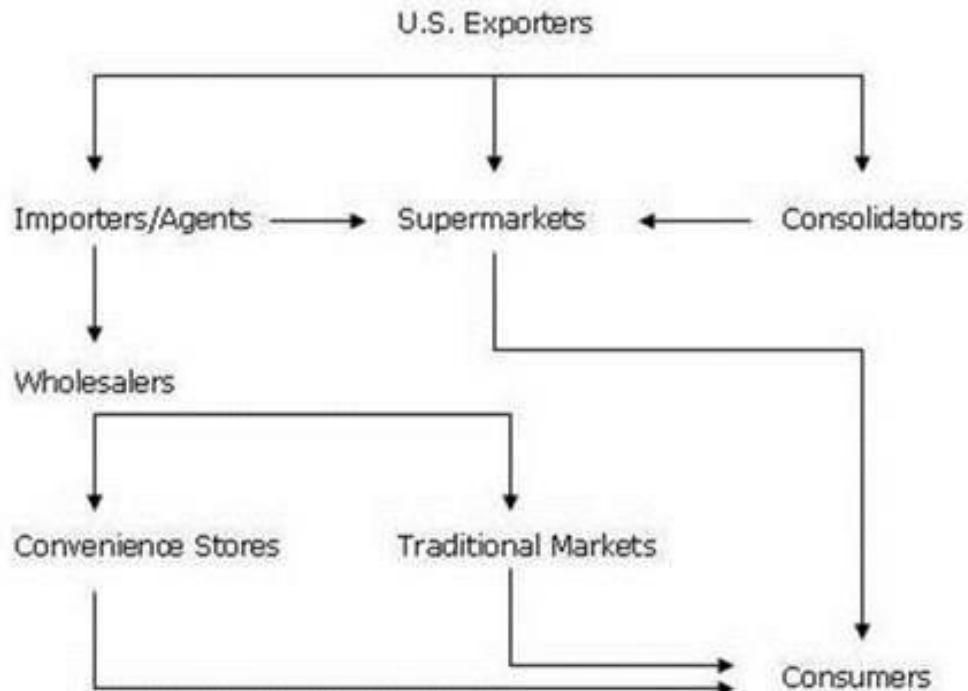 U.S. Exporters
Importers/Agents
Supermarkets
Consolidators
Wholesalers
Convenience Stores
Traditional Markets
Consumers